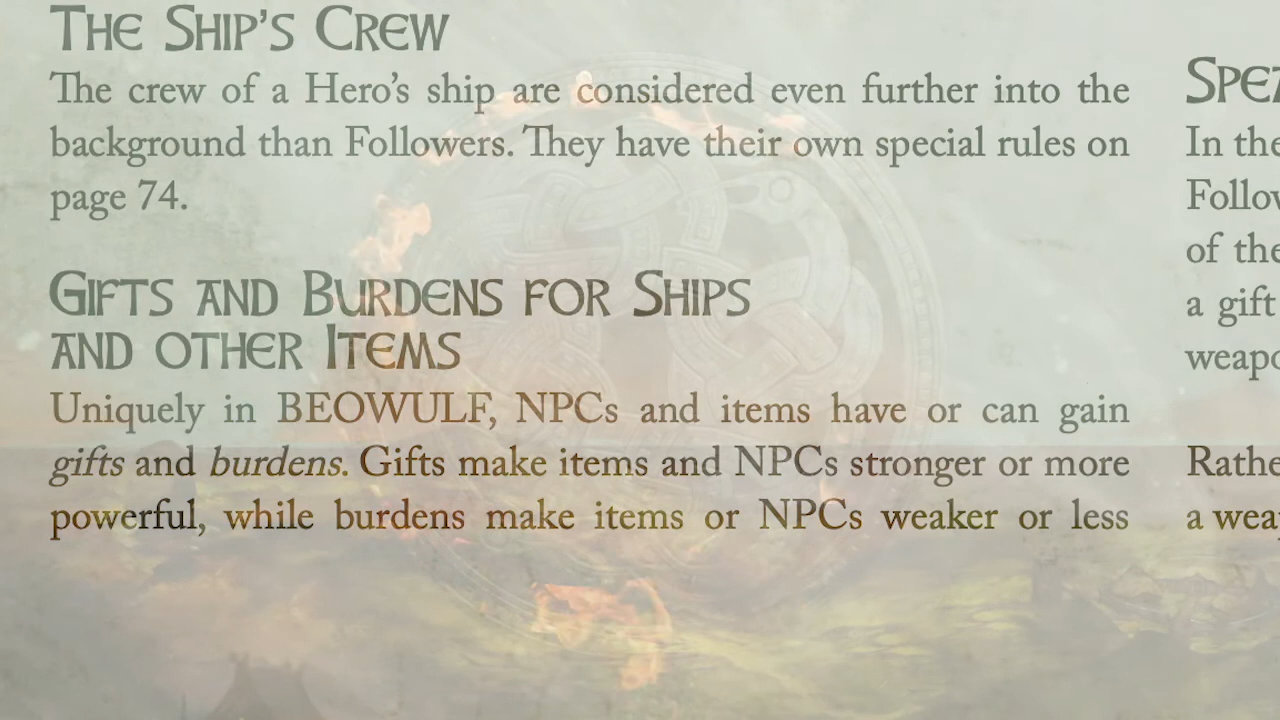 The Ship's Crew
The crew of a Hero's ship are considered even further into the
background than Followers. They have their own special rules on
page 74.
Gifts and Burdens for Ships
and other Items
Uniquely in BEOWULF, NPCs and items have or can gain
gifts and burdens. Gifts make items and NPCs stronger or more
powerful, while burdens make items or NPCs weaker or less
In the
of the
a gift
a